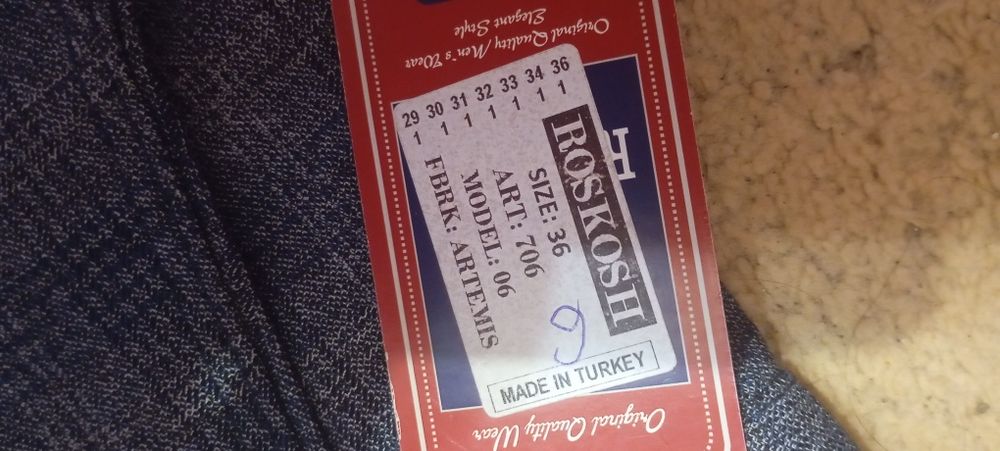 Original Quality Men's Wear
Elegant Style
ROSKOSH
SIZE: 36
ART: 706
MODEL: 06
FBRK: ARTEMIS
29 30 31 32 33 34 36
1 1 1 1 1 1 1
9
MADE IN TURKEY
Original Quality Wear